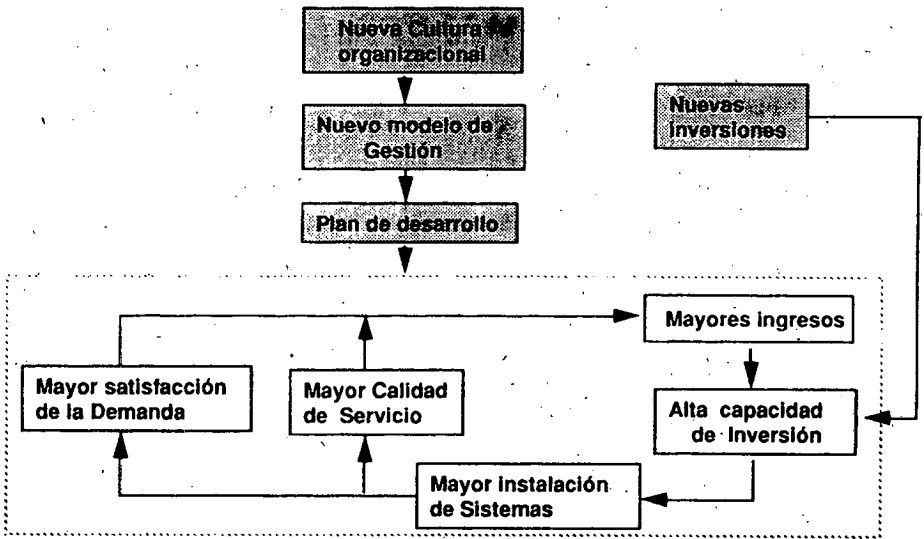 Nueva Cultura
organizacional
Nuevo modelo de
Gestión
Nuevas
inversiones
Plan de desarrollo
Mayores ingresos
Mayor satisfacción
de la Demanda
Mayor Calidad
de Servicio
Alta capacidad
de Inversión
Mayor instalación
de Sistemas